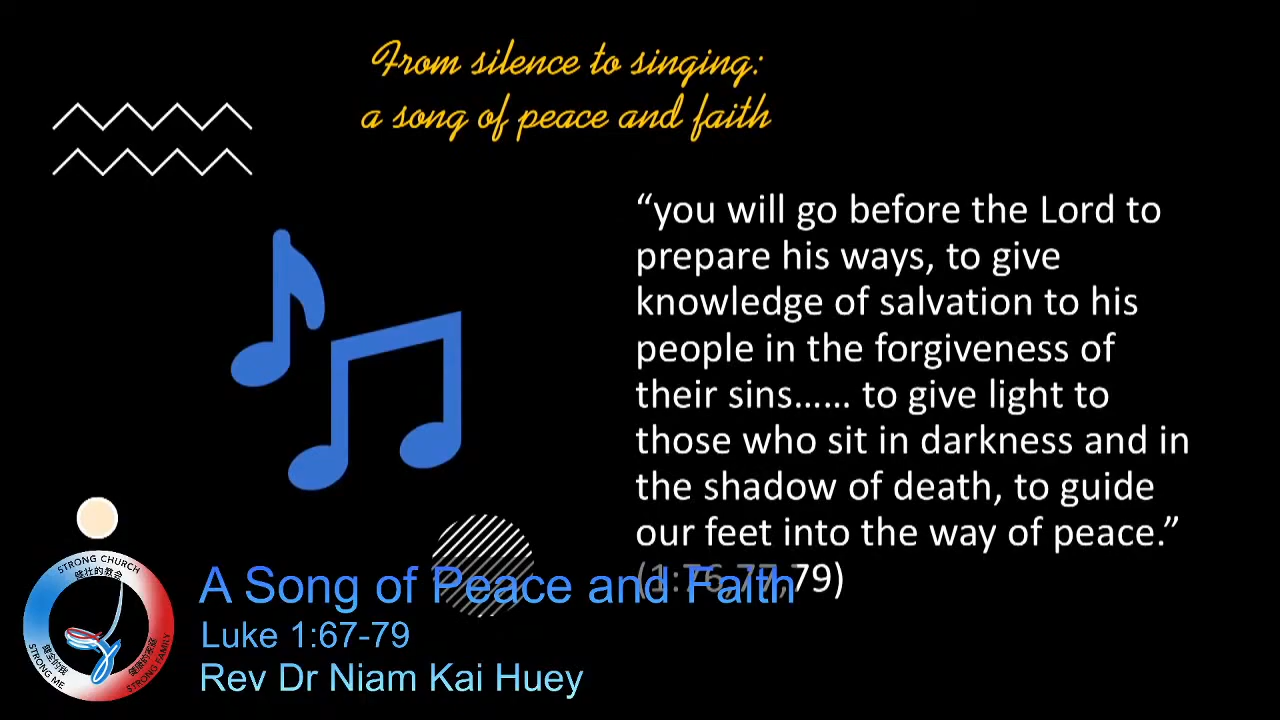 From silence to singing:
a song of peace and faith
“you will go before the Lord to
prepare his ways, to give
knowledge of salvation to his
people in the forgiveness of
their sins…… to give light to
those who sit in darkness and in
the shadow of death, to guide
our feet into the way of peace.”
(1:76,77,79)
A Song of Peace and Faith
Luke 1:67-79
Rev Dr Niam Kai Huey
STRONG CHURCH
STRONG ME
STRONG FAMILY